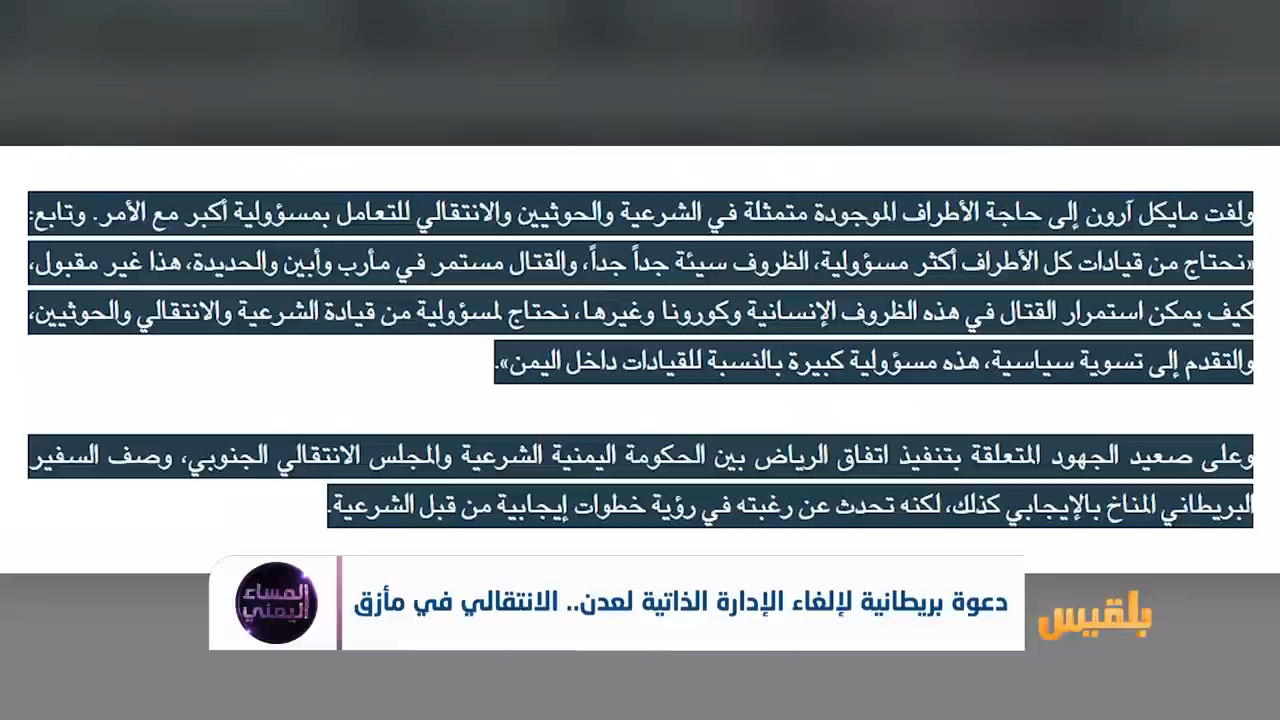 ولفت مايكل آرون إلى حاجة الأطراف الموجودة متمثلة في الشرعية والحوثيين والانتقالي للتعامل بمسؤولية أكبر مع الأمر. وتابع:
«نحتاج من قيادات كل الأطراف أكثر مسؤولية، الظروف سيئة جداً جداً، والقتال مستمر في مأرب وأبين والحديدة، هذا غير مقبول،
كيف يمكن استمرار القتال في هذه الظروف الإنسانية وكورونا وغيرها، نحتاج لمسؤولية من قيادة الشرعية والانتقالي والحوثيين،
والتقدم إلى تسوية سياسية، هذه مسؤولية كبيرة بالنسبة للقيادات داخل اليمن».
وعلى صعيد الجهود المتعلقة بتنفيذ اتفاق الرياض بين الحكومة اليمنية الشرعية والمجلس الانتقالي الجنوبي، وصف السفير
البريطاني المناخ بالإيجابي كذلك، لكنه تحدث عن رغبته في رؤية خطوات إيجابية من قبل الشرعية.
بلقيس
دعوة بريطانية لإلغاء الإدارة الذاتية لعدن.. الانتقالي في مأزق
المساء
اليمني